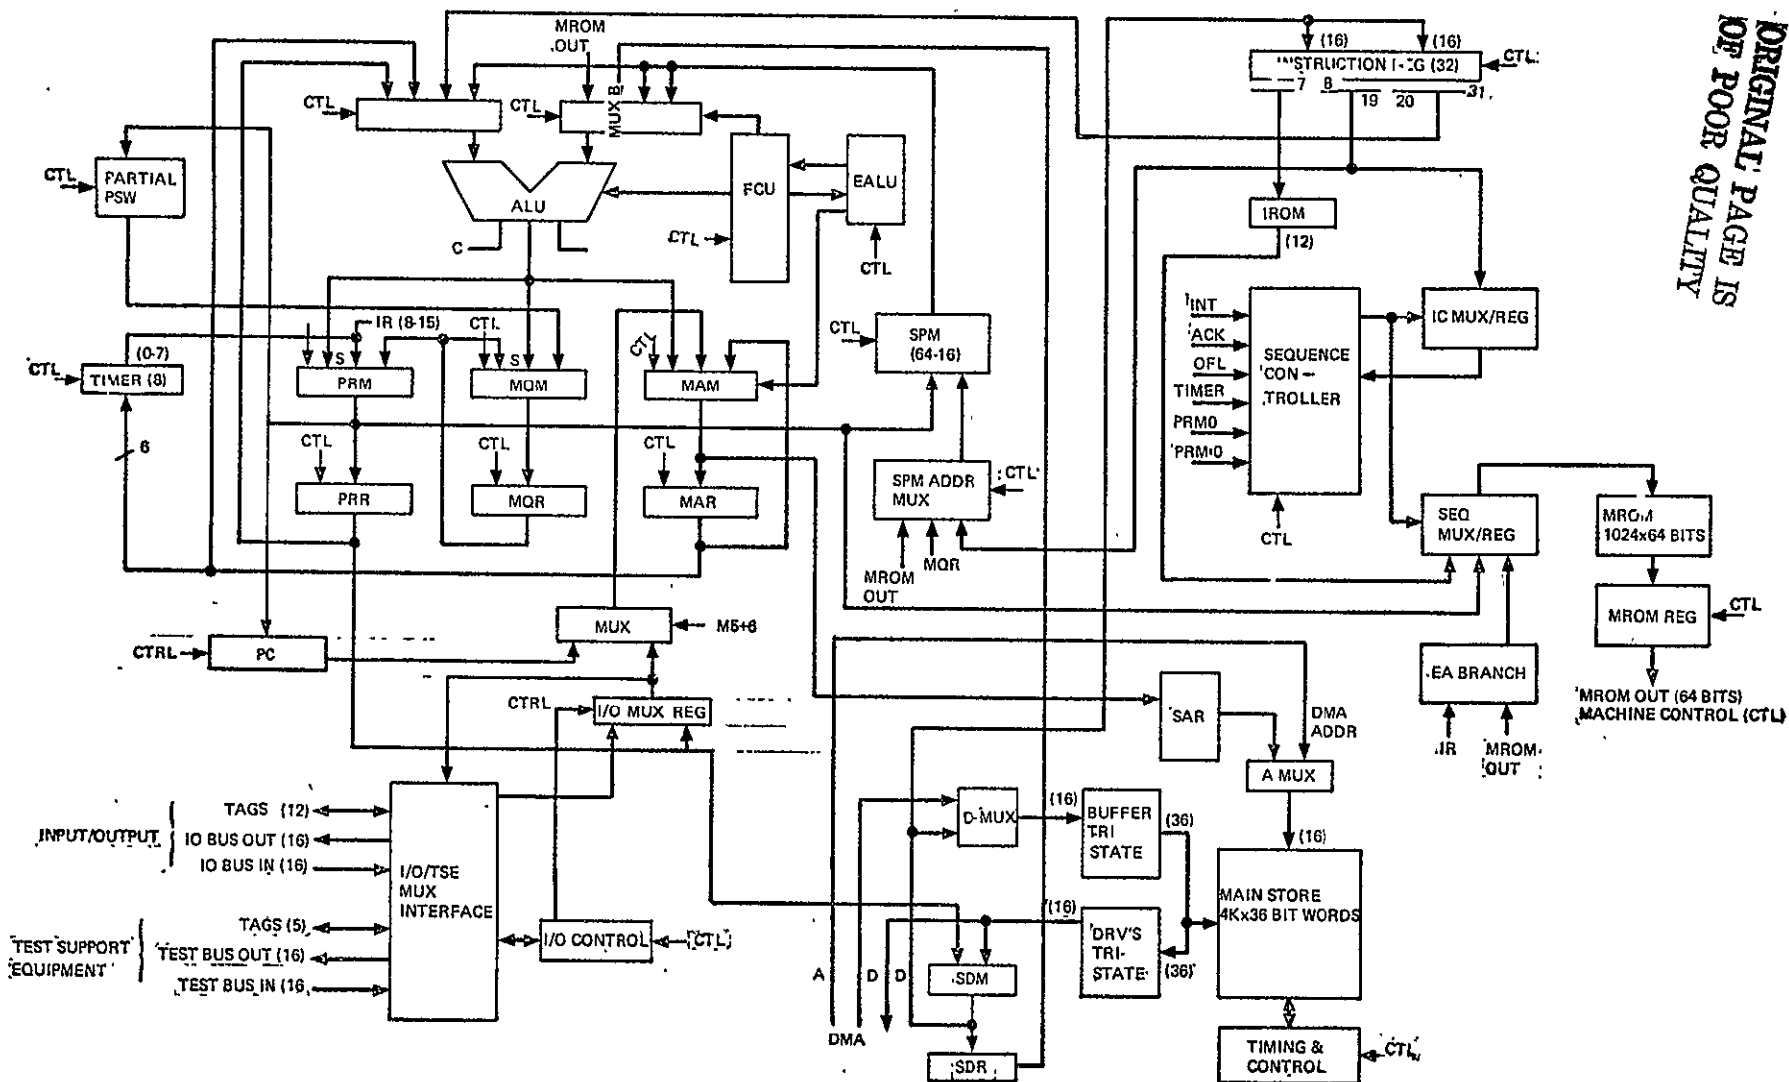 MROM
OUT
(16)
(16)
INSTRUCTION REG (32)
CTL
7
8
19
20
31
CTL
CTL
MUX B
PARTIAL
PSW
CTL
ALU
FCU
EALU
C
CTL
CTL
IROM
(12)
IR (8-15)
CTL
(0-7)
CTL
TIMER (8)
S
PRM
S
MQM
CTL
MAM
CTL
SPM
(64-16)
INT
ACK
OFL
TIMER
PRM0
PRM0
SEQUENCE
CON-
TROLLER
CTL
IC MUX/REG
6
CTL
CTL
CTL
PRR
MQR
MAR
SPM ADDR
MUX
CTL
MROM
OUT
MQR
SEQ
MUX/REG
MROM
1024x64 BITS
MROM REG
CTL
MUX
M5+6
CTRL
PC
EA BRANCH
IR
MROM
OUT
MROM OUT (64 BITS)
MACHINE CONTROL (CTL)
CTRL
I/O MUX REG
SAR
DMA
ADDR
A MUX
(16)
INPUT/OUTPUT
TAGS (12)
IO BUS OUT (16)
IO BUS IN (16)
I/O/TSE
MUX
INTERFACE
TEST SUPPORT
EQUIPMENT
TAGS (5)
TEST BUS OUT (16)
TEST BUS IN (16
I/O CONTROL
CTL
D-MUX
(16)
BUFFER
TRI
STATE
(36)
MAIN STORE
4Kx36 BIT WORDS
(16)
DRV'S
TRI-
STATE
(36)
A
D
D
DMA
SDM
SDR
TIMING &
CONTROL
CTL
ORIGINAL PAGE IS
OF POOR QUALITY